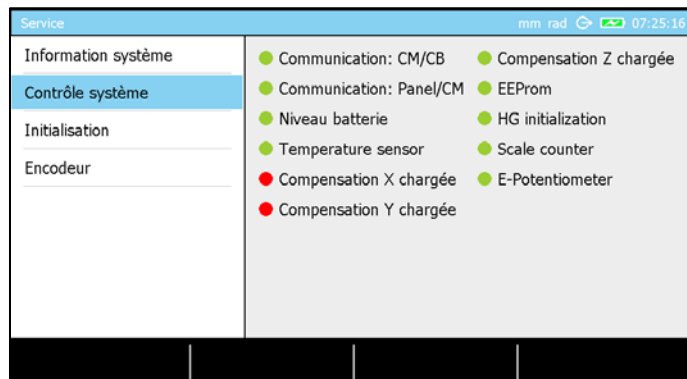 Service
mm rad 07:25:16
Information système
Contrôle système
Initialisation
Encodeur
Communication: CM/CB
Communication: Panel/CM
Niveau batterie
Temperature sensor
Compensation X chargée
Compensation Y chargée
Compensation Z chargée
EEProm
HG initialization
Scale counter
E-Potentiometer